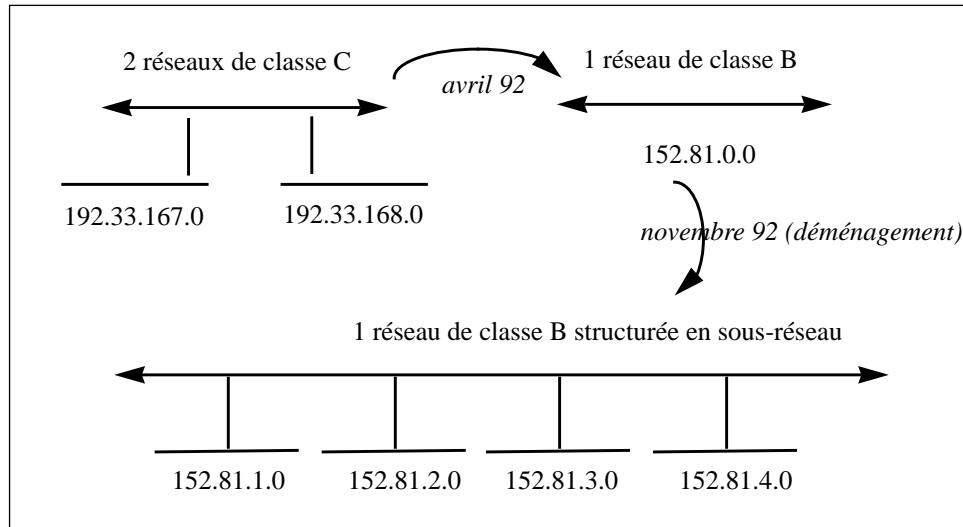 2 réseaux de classe C
avril 92
1 réseau de classe B
152.81.0.0
192.33.167.0
192.33.168.0
novembre 92 (déménagement)
1 réseau de classe B structurée en sous-réseau
152.81.1.0
152.81.2.0
152.81.3.0
152.81.4.0